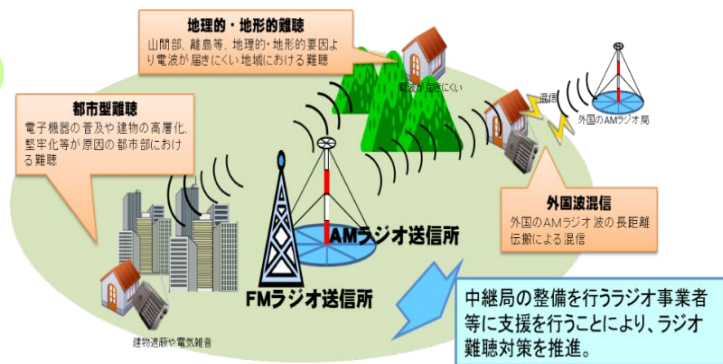 地理的・地形的難聴
山間部、離島等、地理的・地形的要因よ
り電波が届きにくい地域における難聴
電波が届きにくい
混信
外国のAMラジオ局
都市型難聴
電子機器の普及や建物の高層化、
堅牢化等が原因の都市部におけ
る難聴
外国波混信
外国のAMラジオ波の長距離
伝搬による混信
AMラジオ送信所
FMラジオ送信所
建物遮蔽や電気雑音
中継局の整備を行うラジオ事業者
等に支援を行うことにより、ラジオ
難聴対策を推進。